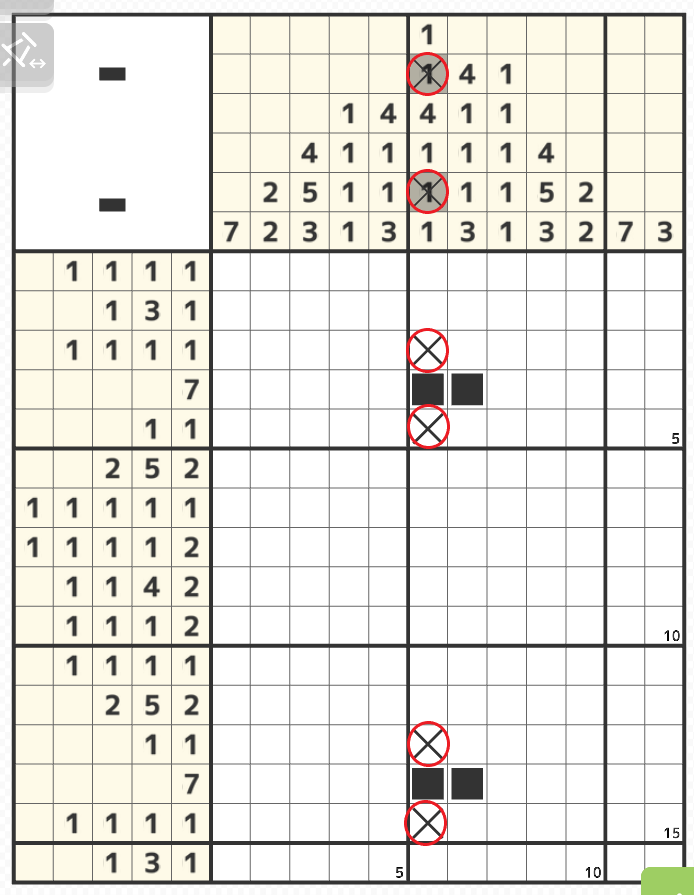 1
1 4 1
1 4 4 1 1
4 1 1 1 1 1 4
2 5 1 1 1 1 1 5 2
7 2 3 1 3 1 3 1 3 2 7 3
1 1 1 1
1 3 1
1 1 1 1
7
1 1 5
2 5 2
1 1 1 1 1
1 1 1 1 2
1 1 4 2
1 1 1 2 10
1 1 1 1
2 5 2
1 1
7
1 1 1 1 15
1 3 1 5 10